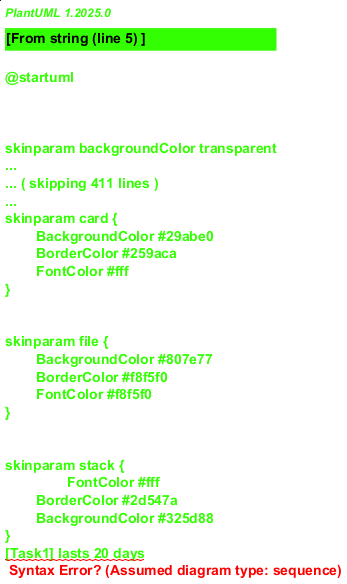 PlantUML 1.2025.0
[From string (line 5) ]
@startuml
skinparam backgroundColor transparent
...
... ( skipping 411 lines )
...
skinparam card {
BackgroundColor #29abe0
BorderColor #259aca
FontColor #fff
}
skinparam file {
BackgroundColor #807e77
BorderColor #f8f5f0
FontColor #f8f5f0
}
skinparam stack {
FontColor #fff
BorderColor #2d547a
BackgroundColor #325d88
}
[Task1] lasts 20 days
Syntax Error? (Assumed diagram type: sequence)